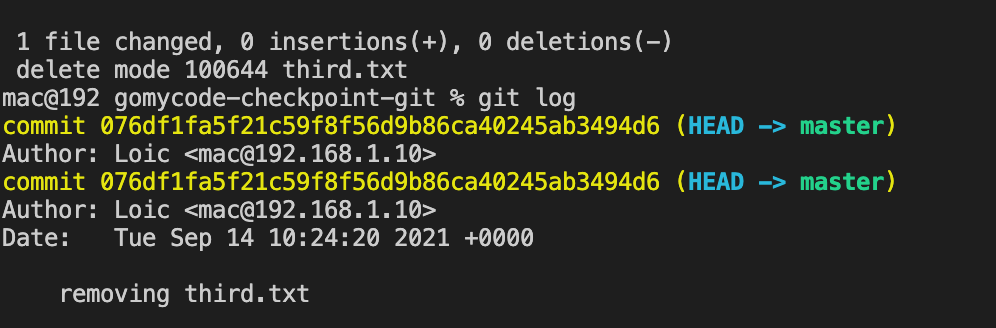 1 file changed, 0 insertions(+), 0 deletions(-)
delete mode 100644 third.txt
mac@192 gomycode-checkpoint-git % git log
commit 076df1fa5f21c59f8f56d9b86ca40245ab3494d6 (HEAD -> master)
Author: Loic <mac@192.168.1.10>
commit 076df1fa5f21c59f8f56d9b86ca40245ab3494d6 (HEAD -> master)
Author: Loic <mac@192.168.1.10>
Date:   Tue Sep 14 10:24:20 2021 +0000
removing third.txt